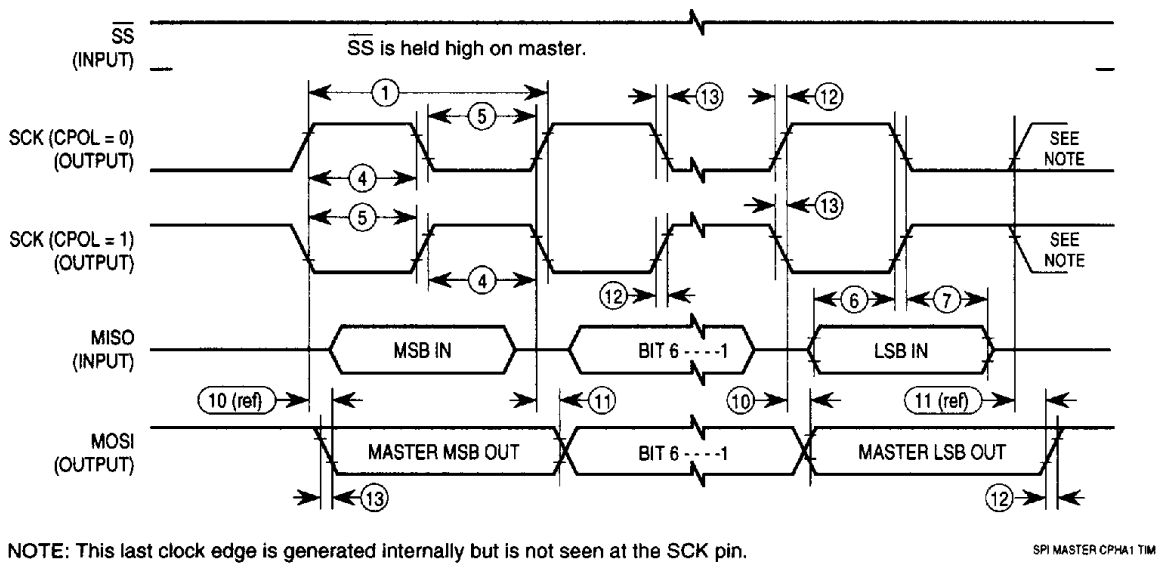 SS
(INPUT)
SS is held high on master.
1
13
12
5
SCK (CPOL = 0)
(OUTPUT)
SEE
NOTE
4
5
13
SCK (CPOL = 1)
(OUTPUT)
SEE
NOTE
4
12
6
7
MISO
(INPUT)
MSB IN
BIT 6 - - - - -1
LSB IN
10 (ref)
11
10
11 (ref)
MOSI
(OUTPUT)
MASTER MSB OUT
BIT 6 - - - - -1
MASTER LSB OUT
13
12
NOTE: This last clock edge is generated internally but is not seen at the SCK pin.
SPI MASTER CPHA1 TIM